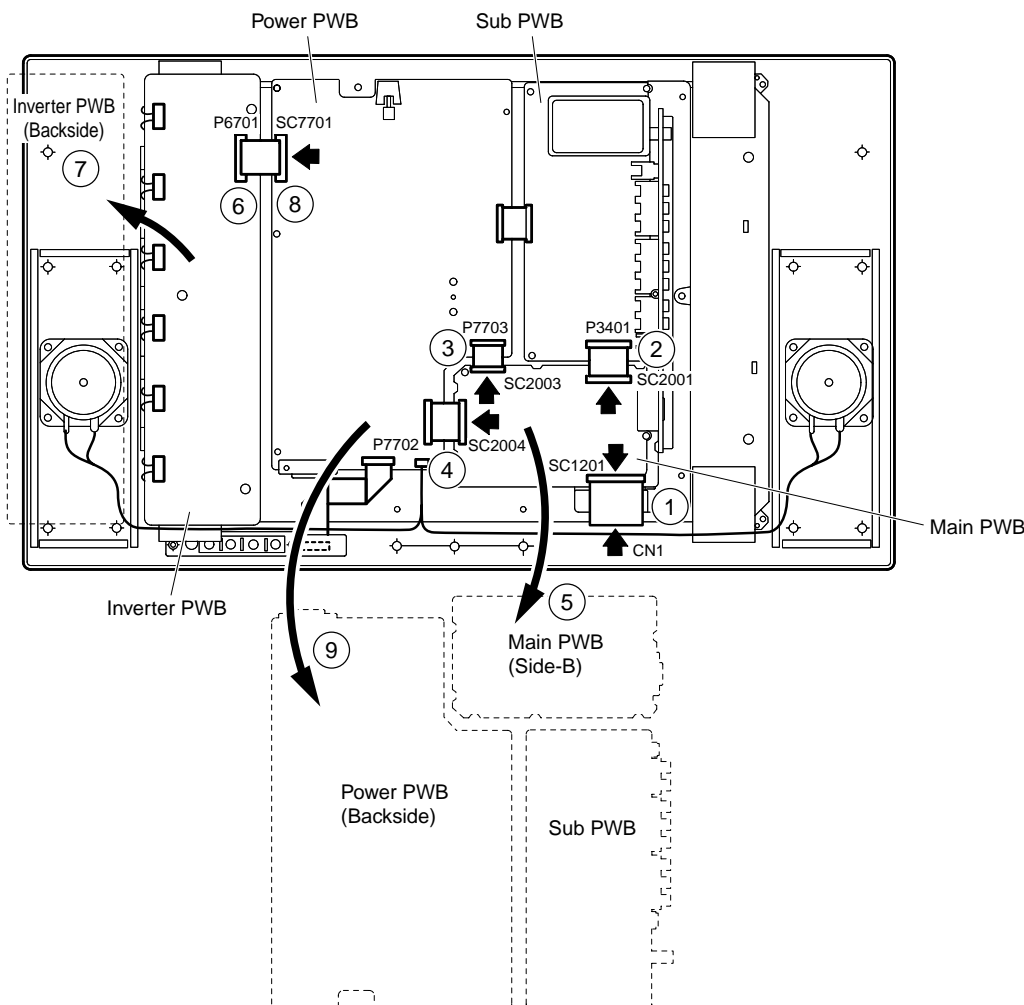 Power PWB
Sub PWB
Inverter PWB
(Backside)
7
P6701
SC7701
6
8
P7703
3
SC2003
P3401
2
SC2001
SC2004
P7702
4
SC1201
1
CN1
Main PWB
Inverter PWB
5
Main PWB
(Side-B)
9
Power PWB
(Backside)
Sub PWB